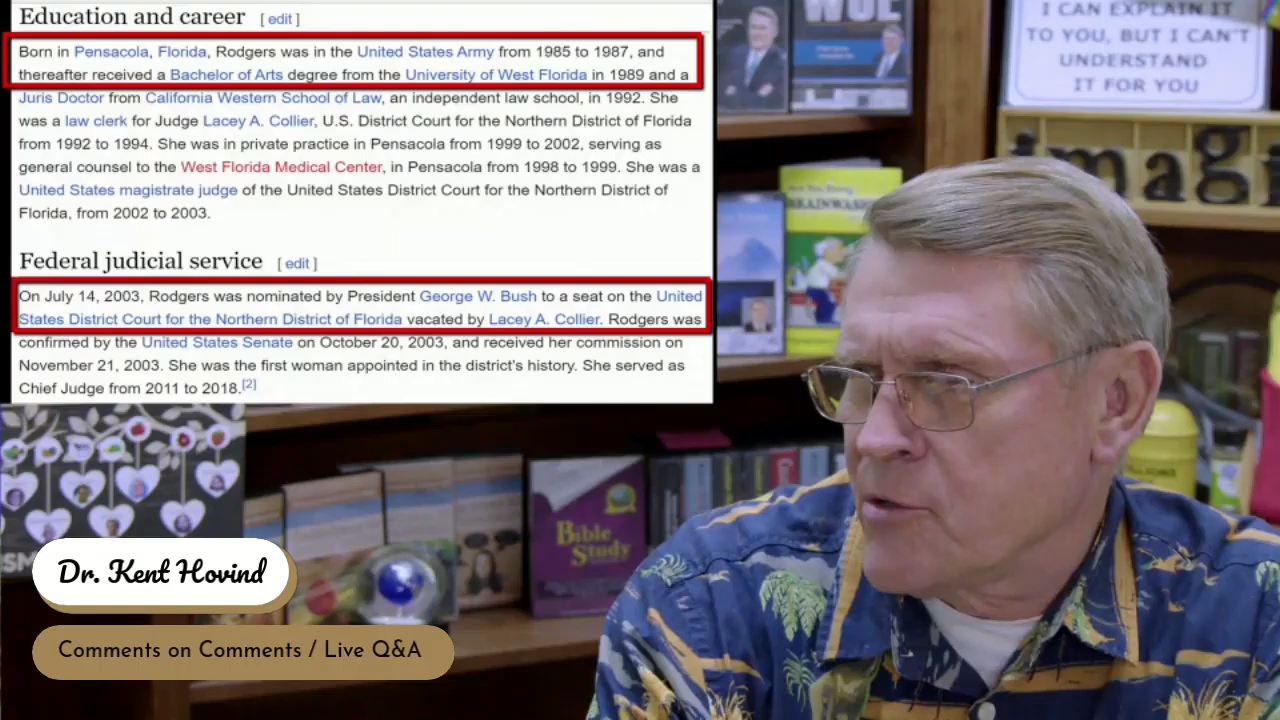 Education and career [ edit ]
Born in Pensacola, Florida, Rodgers was in the United States Army from 1985 to 1987, and
thereafter received a Bachelor of Arts degree from the University of West Florida in 1989 and a
Juris Doctor from California Western School of Law, an independent law school, in 1992. She
was a law clerk for Judge Lacey A. Collier, U.S. District Court for the Northern District of Florida
from 1992 to 1994. She was in private practice in Pensacola from 1999 to 2002, serving as
general counsel to the West Florida Medical Center, in Pensacola from 1998 to 1999. She was a
United States magistrate judge of the United States District Court for the Northern District of
Florida, from 2002 to 2003.
Federal judicial service [ edit ]
On July 14, 2003, Rodgers was nominated by President George W. Bush to a seat on the United
States District Court for the Northern District of Florida vacated by Lacey A. Collier. Rodgers was
confirmed by the United States Senate on October 20, 2003, and received her commission on
November 21, 2003. She was the first woman appointed in the district's history. She served as
Chief Judge from 2011 to 2018.[2]
I CAN EXPLAIN IT
TO YOU, BUT I CAN'T
UNDERSTAND
IT FOR YOU
imagi
Are You Being
BRAINWASH
Bible
Study
SM
Dr. Kent Hovind
Comments on Comments / Live Q&A